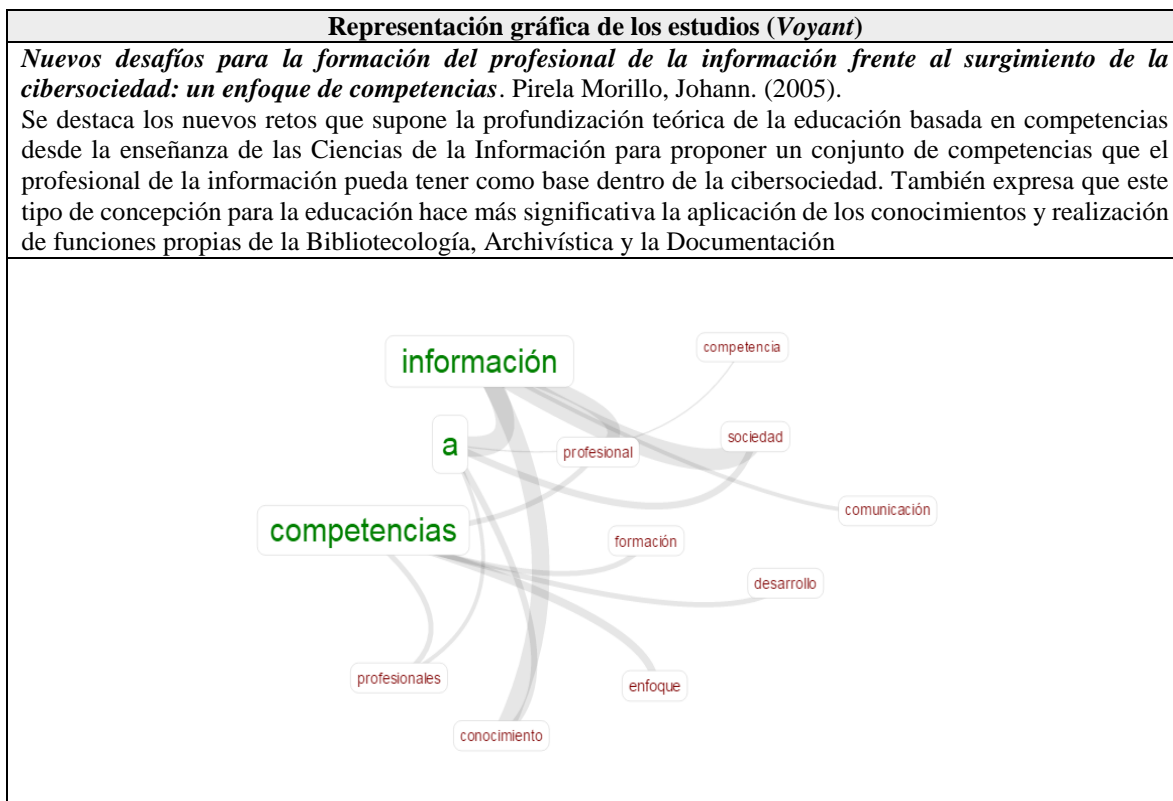 Representación gráfica de los estudios (Voyant)
Nuevos desafíos para la formación del profesional de la información frente al surgimiento de la
cibersociedad: un enfoque de competencias. Pirela Morillo, Johann. (2005).
Se destaca los nuevos retos que supone la profundización teórica de la educación basada en competencias
desde la enseñanza de las Ciencias de la Información para proponer un conjunto de competencias que el
profesional de la información pueda tener como base dentro de la cibersociedad. También expresa que este
tipo de concepción para la educación hace más significativa la aplicación de los conocimientos y realización
de funciones propias de la Bibliotecología, Archivística y la Documentación
competencia
información
sociedad
a
profesional
comunicación
competencias
formación
desarrollo
profesionales
enfoque
conocimiento